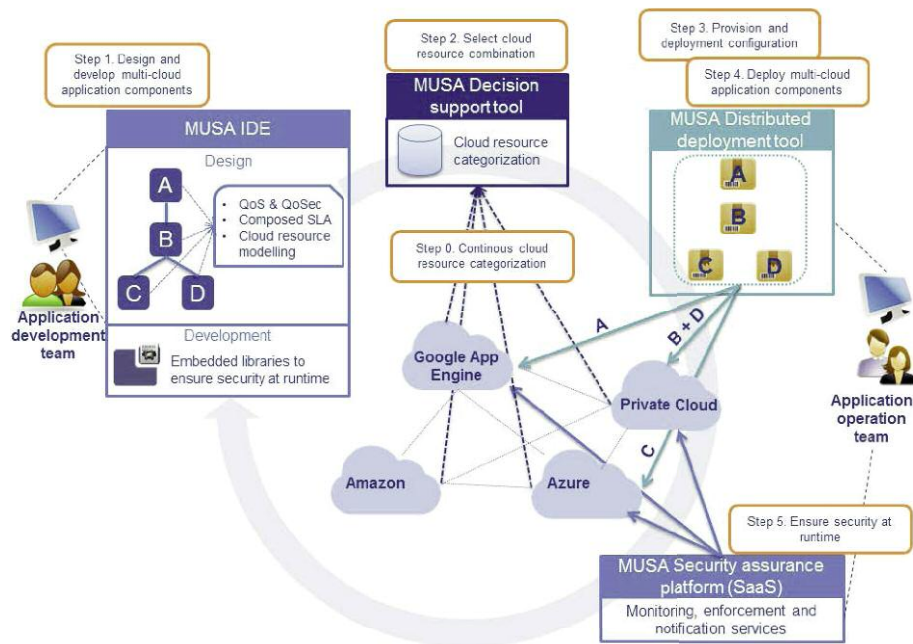 Step 1. Design and
develop multi-cloud
application components
Step 2. Select cloud
resource combination
Step 3. Provision and
deployment configuration
Step 4. Deploy multi-cloud
application components
MUSA IDE
Design
A
B
C
D
• QoS & QoSec
• Composed SLA
• Cloud resource
modelling
Development
Embedded libraries to
ensure security at runtime
Application
development
team
MUSA Decision
support tool
Cloud resource
categorization
Step 0. Continous cloud
resource categorization
MUSA Distributed
deployment tool
A
B
C
D
A
B + D
C
Google App
Engine
Private Cloud
Amazon
Azure
Application
operation
team
Step 5. Ensure security at
runtime
MUSA Security assurance
platform (SaaS)
Monitoring, enforcement and
notification services